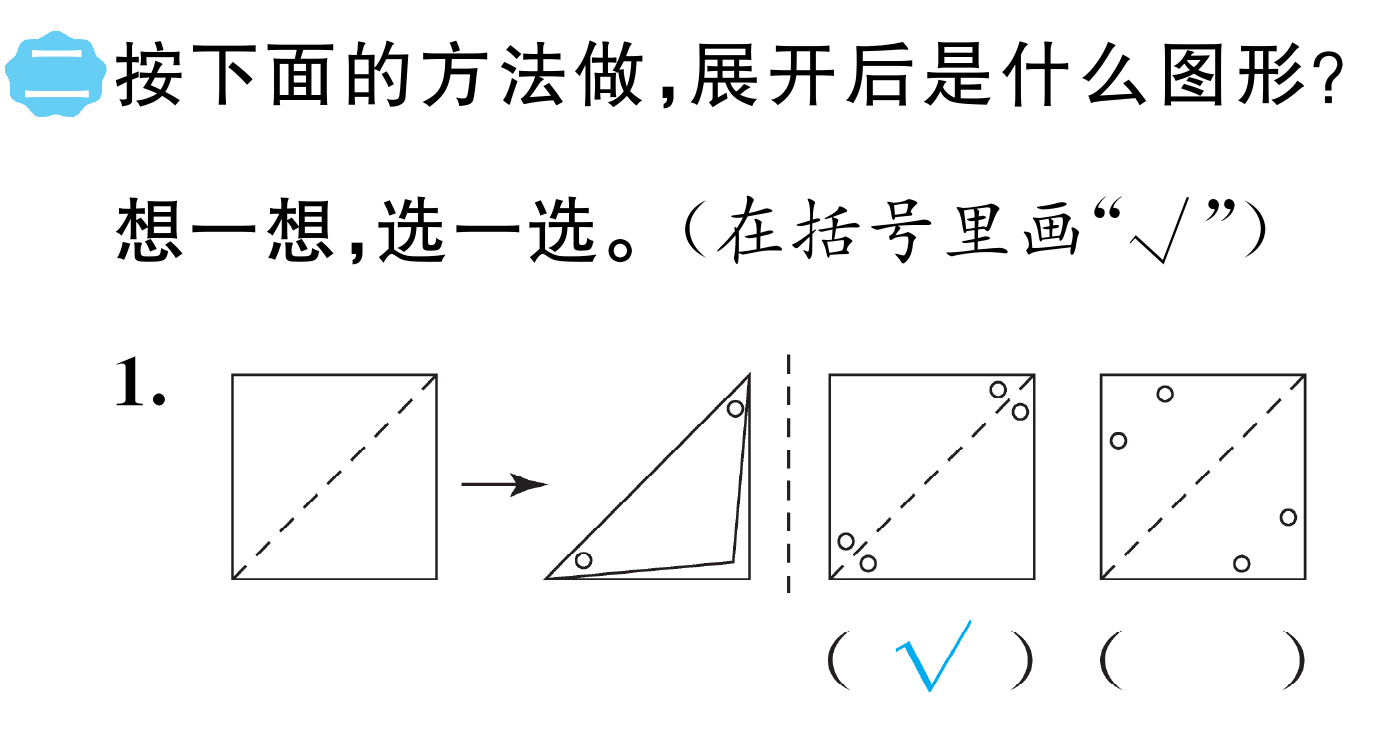 二 按下面的方法做,展开后是什么图形?
想一想,选一选。(在括号里画“√”)
1.
( √ ) ( )